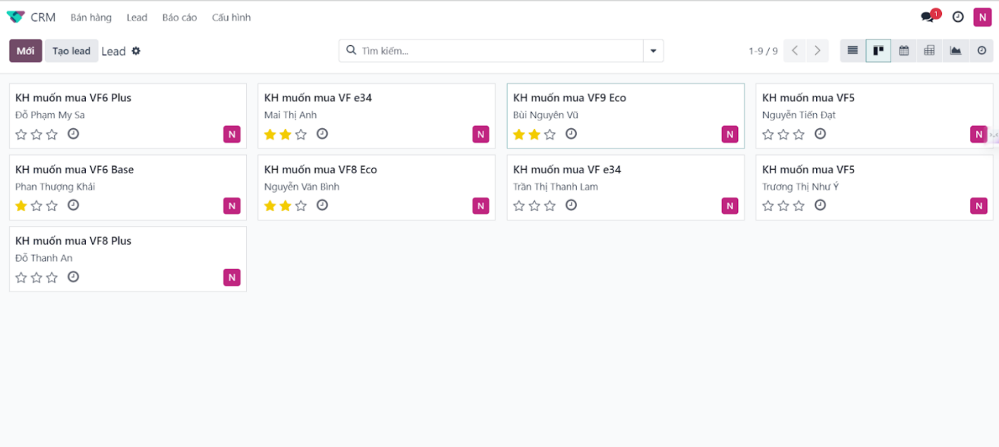 CRM Bán hàng Lead Báo cáo Cấu hình 1 N
Mới Tạo lead Lead Tìm kiếm... 1-9 / 9
KH muốn mua VF6 Plus
Đỗ Phạm My Sa
N
KH muốn mua VF e34
Mai Thị Anh
N
KH muốn mua VF9 Eco
Bùi Nguyên Vũ
N
KH muốn mua VF5
Nguyễn Tiến Đạt
N
KH muốn mua VF6 Base
Phan Thượng Khải
N
KH muốn mua VF8 Eco
Nguyễn Văn Bình
N
KH muốn mua VF e34
Trần Thị Thanh Lam
N
KH muốn mua VF5
Trương Thị Như Ý
N
KH muốn mua VF8 Plus
Đỗ Thanh An
N